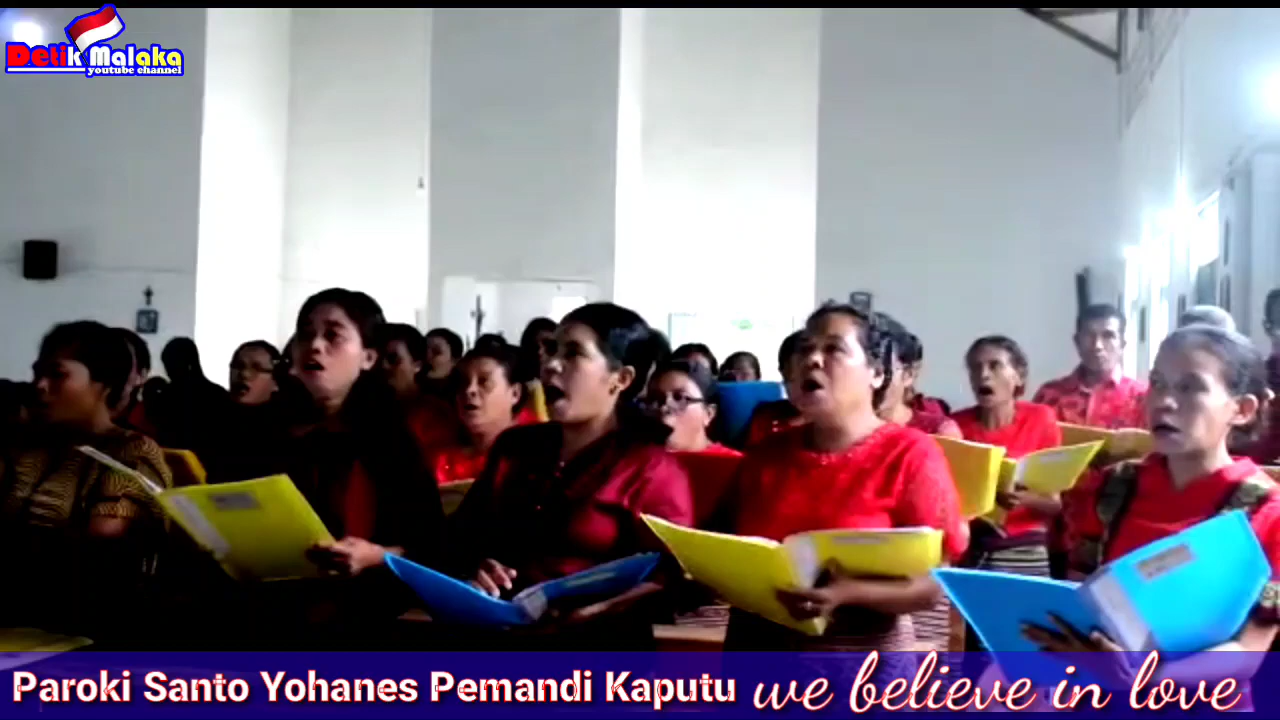 Detik Malaka
youtube channel
Paroki Santo Yohanes Pemandi Kaputu we believe in love